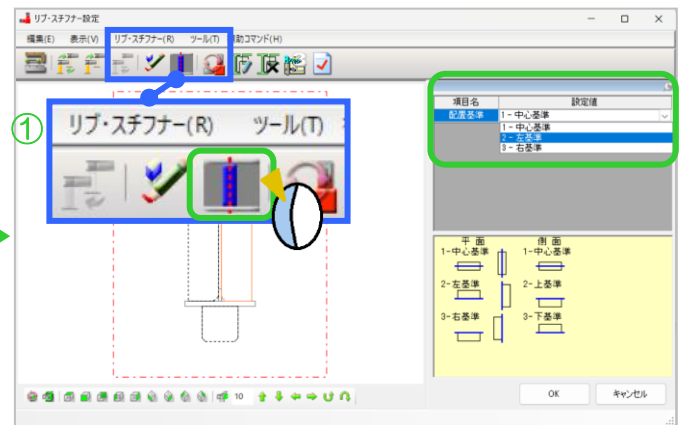 リブ・スチフナー設定
編集(E) 表示(V) リブ・スチフナー(R) ツール(T) 補助コマンド(H)
① リブ・スチフナー(R) ツール(T)
項目名 設定値
配置基準 1 - 中心基準
1 - 中心基準
2 - 左基準
3 - 右基準
平 面 側 面
1-中心基準 1-中心基準
2-左基準 2-上基準
3-右基準 3-下基準
10
OK キャンセル